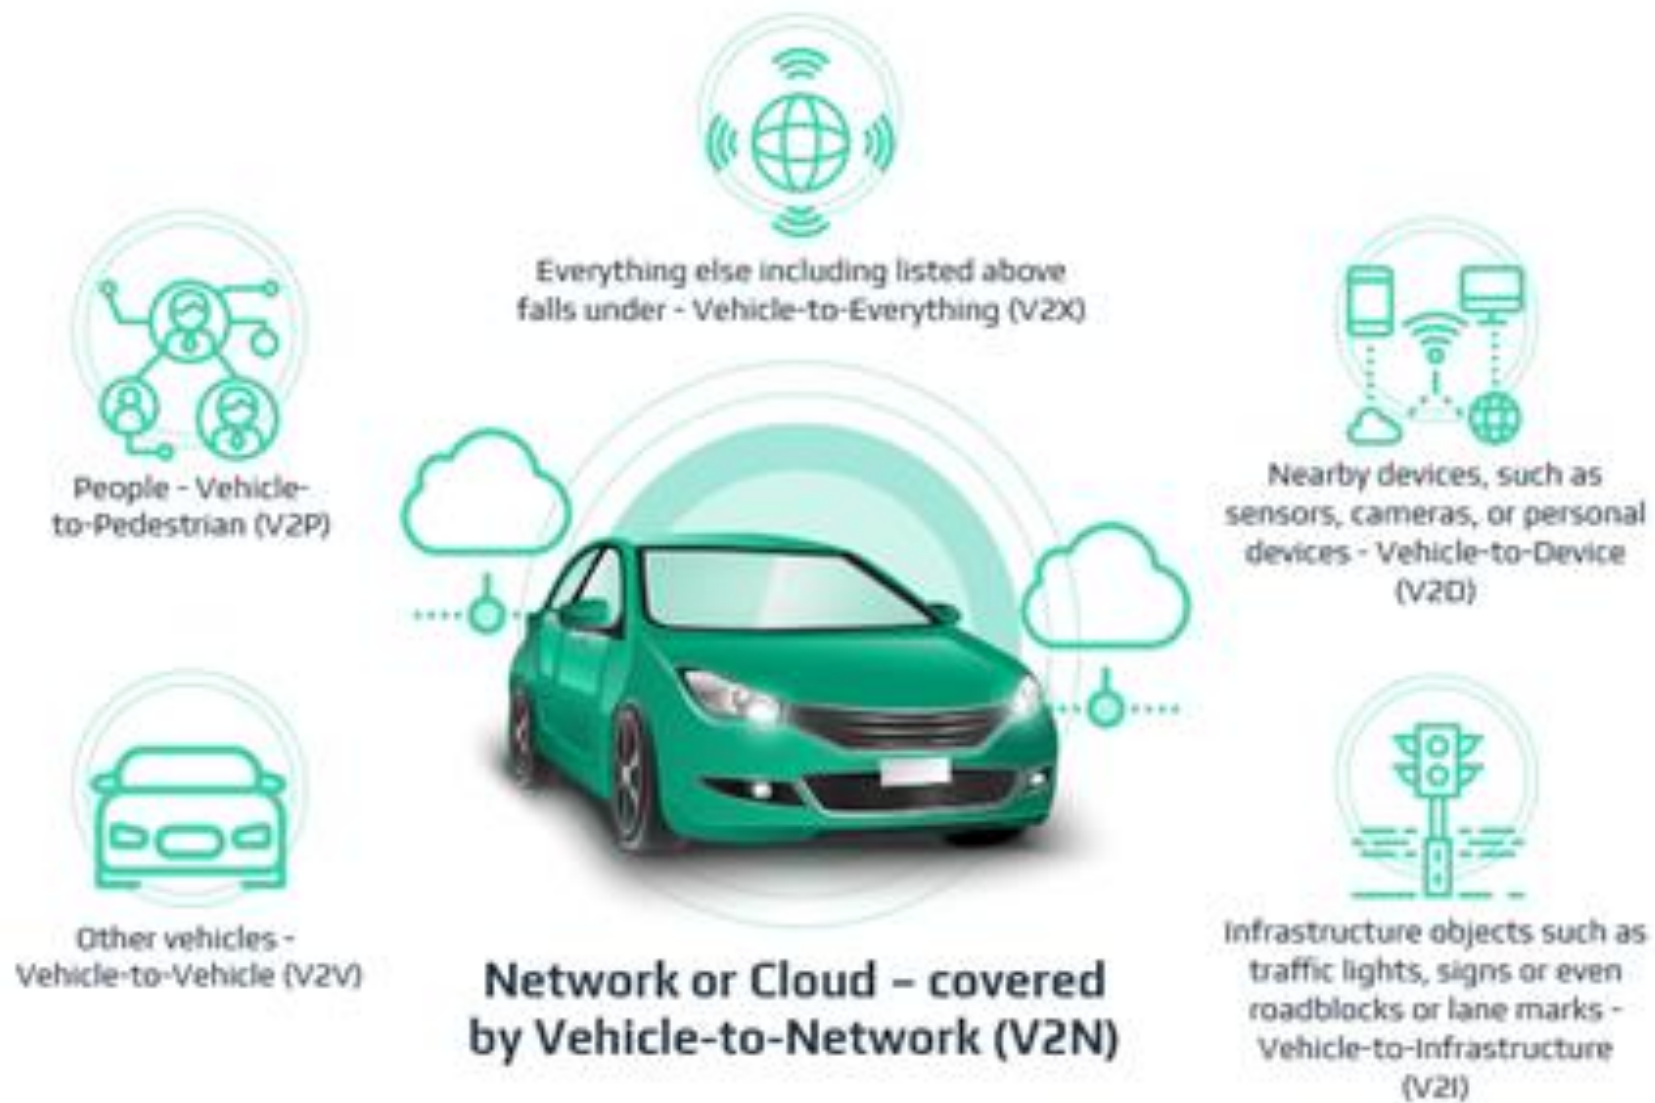 Everything else including listed above
falls under - Vehicle-to-Everything (V2X)
People - Vehicle-
to-Pedestrian (V2P)
Nearby devices, such as
sensors, cameras, or personal
devices - Vehicle-to-Device
(V2D)
Other vehicles -
Vehicle-to-Vehicle (V2V)
Network or Cloud – covered
by Vehicle-to-Network (V2N)
Infrastructure objects such as
traffic lights, signs or even
roadblocks or lane marks -
Vehicle-to-Infrastructure
(V2I)